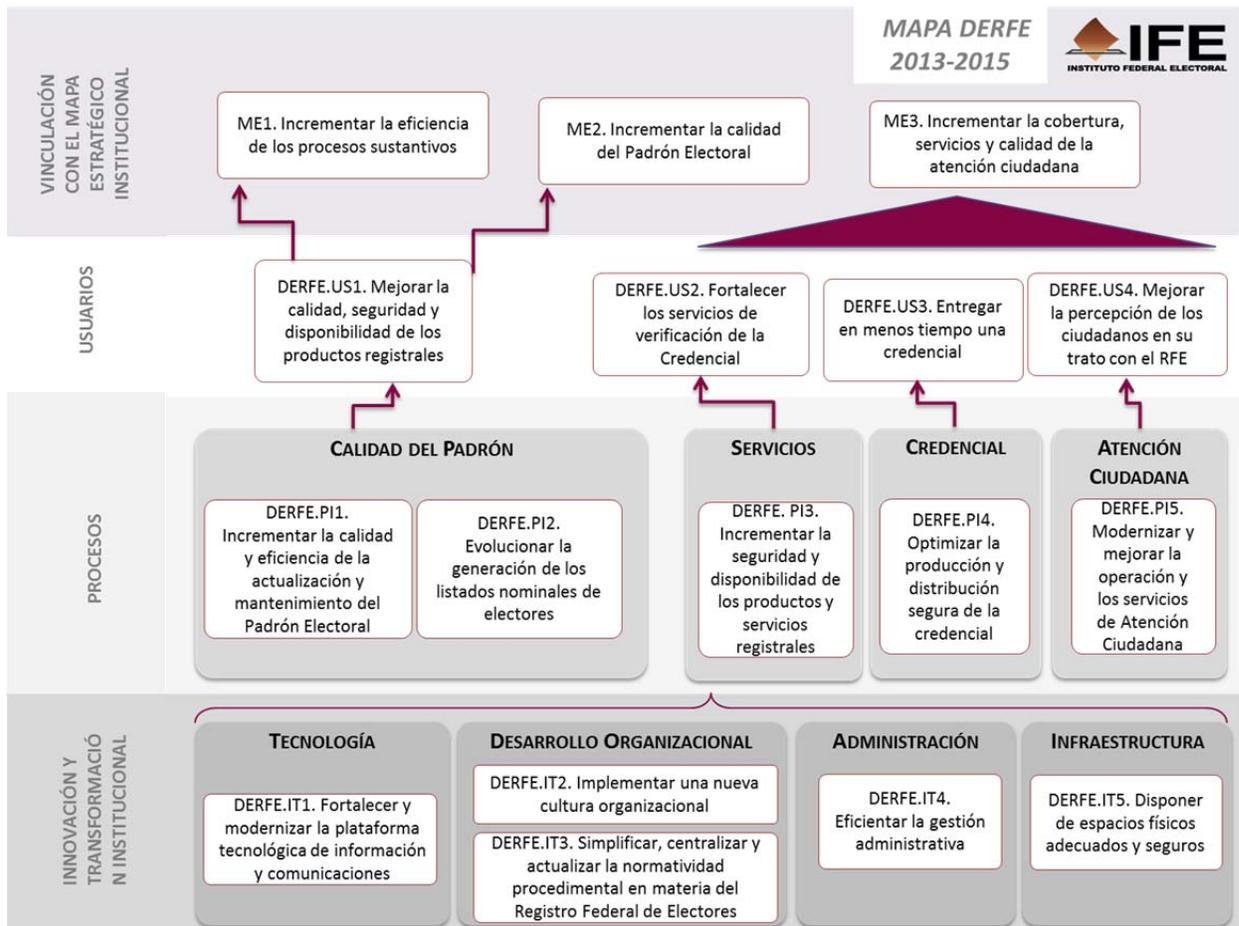 MAPA DERFE
2013-2015
IFE
INSTITUTO FEDERAL ELECTORAL
VINCULACIÓN
CON EL MAPA
ESTRATÉGICO
INSTITUCIONAL
ME1. Incrementar la eficiencia
de los procesos sustantivos
ME2. Incrementar la calidad
del Padrón Electoral
ME3. Incrementar la cobertura,
servicios y calidad de la
atención ciudadana
USUARIOS
DERFE.US1. Mejorar la
calidad, seguridad y
disponibilidad de los
productos registrales
DERFE.US2. Fortalecer
los servicios de
verificación de la
Credencial
DERFE.US3. Entregar
en menos tiempo una
credencial
DERFE.US4. Mejorar
la percepción de los
ciudadanos en su
trato con el RFE
PROCESOS
CALIDAD DEL PADRÓN
DERFE.PI1.
Incrementar la calidad
y eficiencia de la
actualización y
mantenimiento del
Padrón Electoral
DERFE.PI2.
Evolucionar la
generación de los
listados nominales de
electores
SERVICIOS
DERFE. PI3.
Incrementar la
seguridad y
disponibilidad de
los productos y
servicios
registrales
CREDENCIAL
DERFE.PI4.
Optimizar la
producción y
distribución
segura de la
credencial
ATENCIÓN
CIUDADANA
DERFE.PI5.
Modernizar y
mejorar la
operación y
los servicios
de Atención
Ciudadana
INNOVACIÓN Y
TRANSFORMACIÓ
N INSTITUCIONAL
TECNOLOGÍA
DERFE.IT1. Fortalecer y
modernizar la plataforma
tecnológica de información
y comunicaciones
DESARROLLO ORGANIZACIONAL
DERFE.IT2. Implementar una nueva
cultura organizacional
DERFE.IT3. Simplificar, centralizar y
actualizar la normatividad
procedimental en materia del
Registro Federal de Electores
ADMINISTRACIÓN
DERFE.IT4.
Eficientar la gestión
administrativa
INFRAESTRUCTURA
DERFE.IT5. Disponer
de espacios físicos
adecuados y seguros